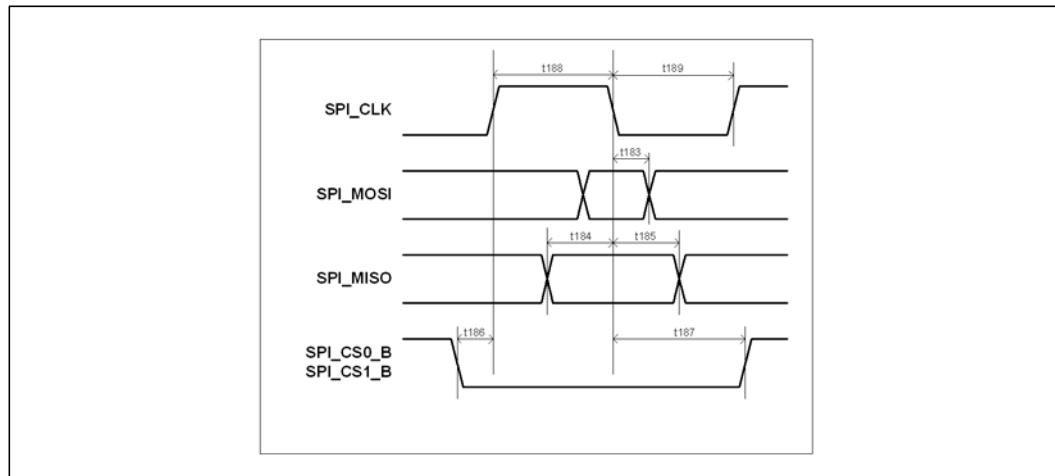 t188 t189
SPI_CLK
t183
SPI_MOSI
t184 t185
SPI_MISO
t186 t187
SPI_CS0_B
SPI_CS1_B